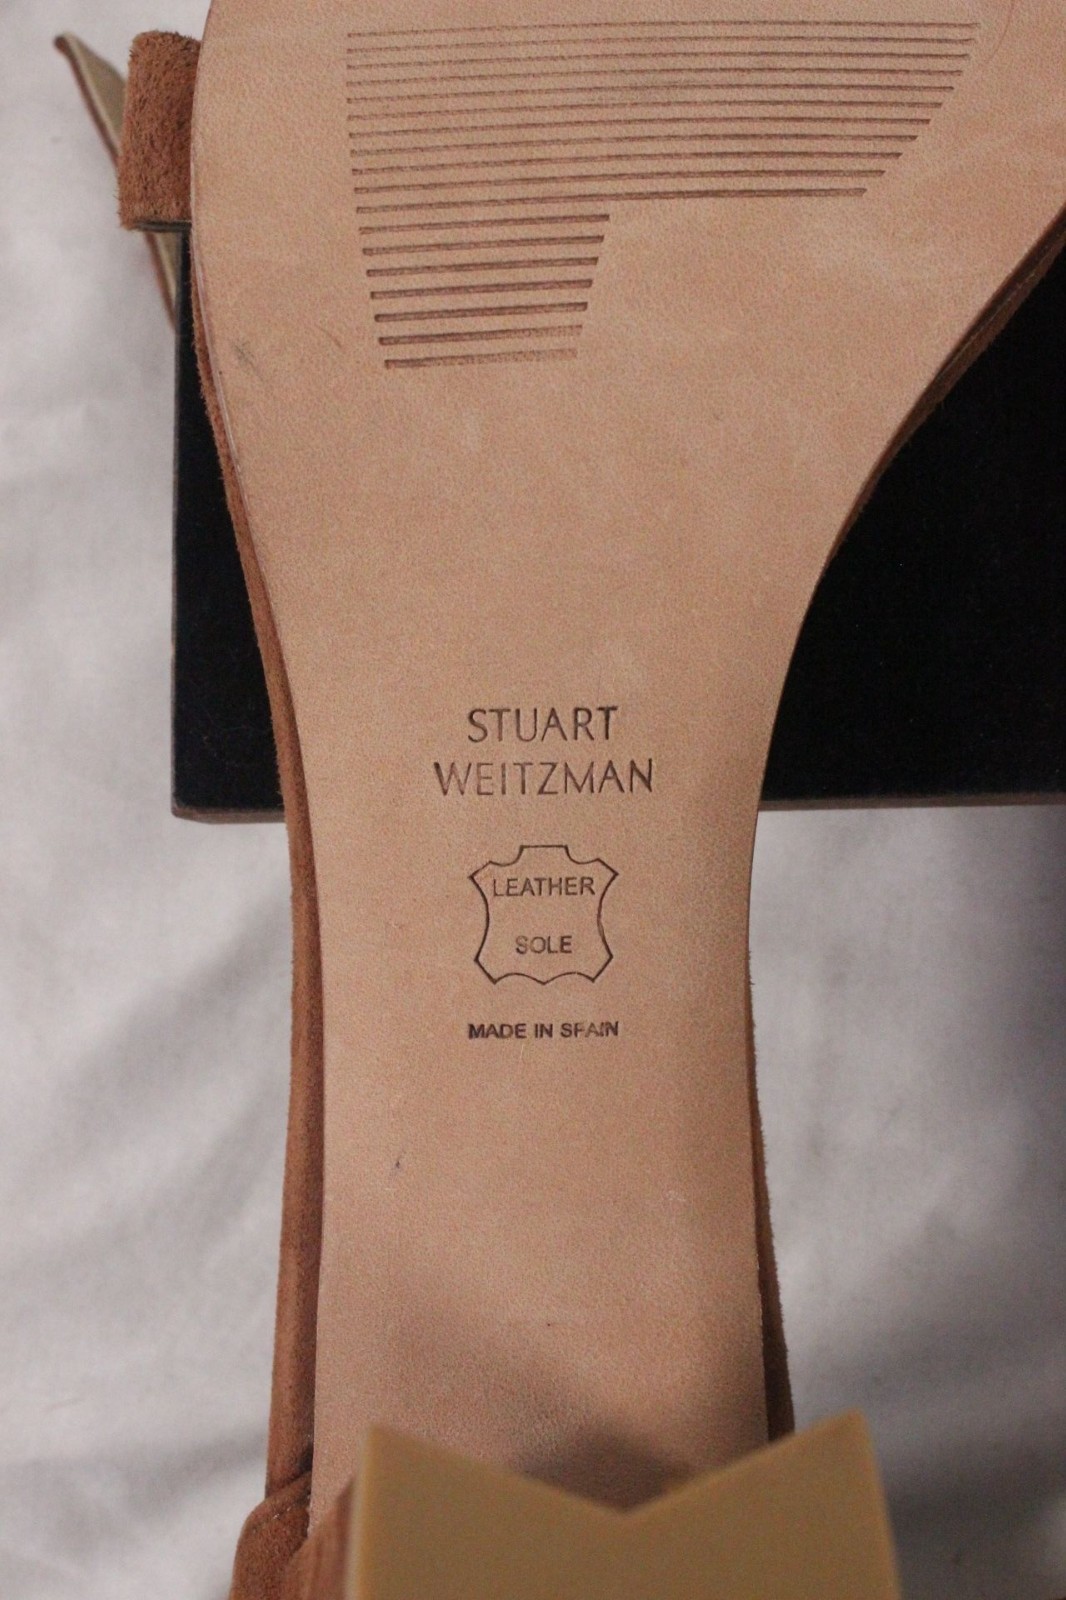 STUART
WEITZMAN
LEATHER
SOLE
MADE IN SPAIN